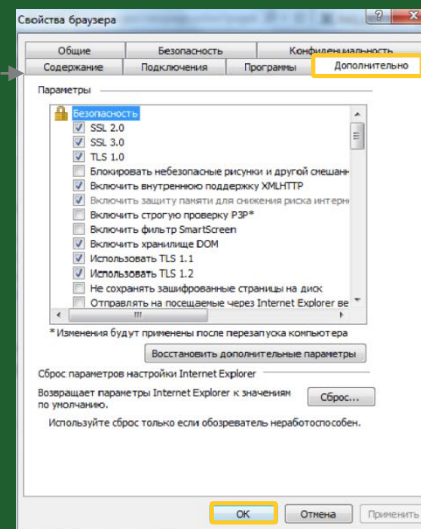 Свойства браузера
Общие Безопасность Конфиденциальность
Содержание Подключения Программы Дополнительно
Параметры
Безопасность
SSL 2.0
SSL 3.0
TLS 1.0
Блокировать небезопасные рисунки и другой смешанн
Включить внутреннюю поддержку XMLHTTP
Включить защиту памяти для снижения риска интерн
Включить строгую проверку P3P*
Включить фильтр SmartScreen
Включить хранилище DOM
Использовать TLS 1.1
Использовать TLS 1.2
Не сохранять зашифрованные страницы на диск
Отправлять на посещаемые через Internet Explorer ве
*Изменения будут применены после перезапуска компьютера
Восстановить дополнительные параметры
Сброс параметров настройки Internet Explorer
Возвращает параметры Internet Explorer к значениям
по умолчанию.
Сброс...
Используйте сброс только если обозреватель неработоспособен.
ОК Отмена Применить